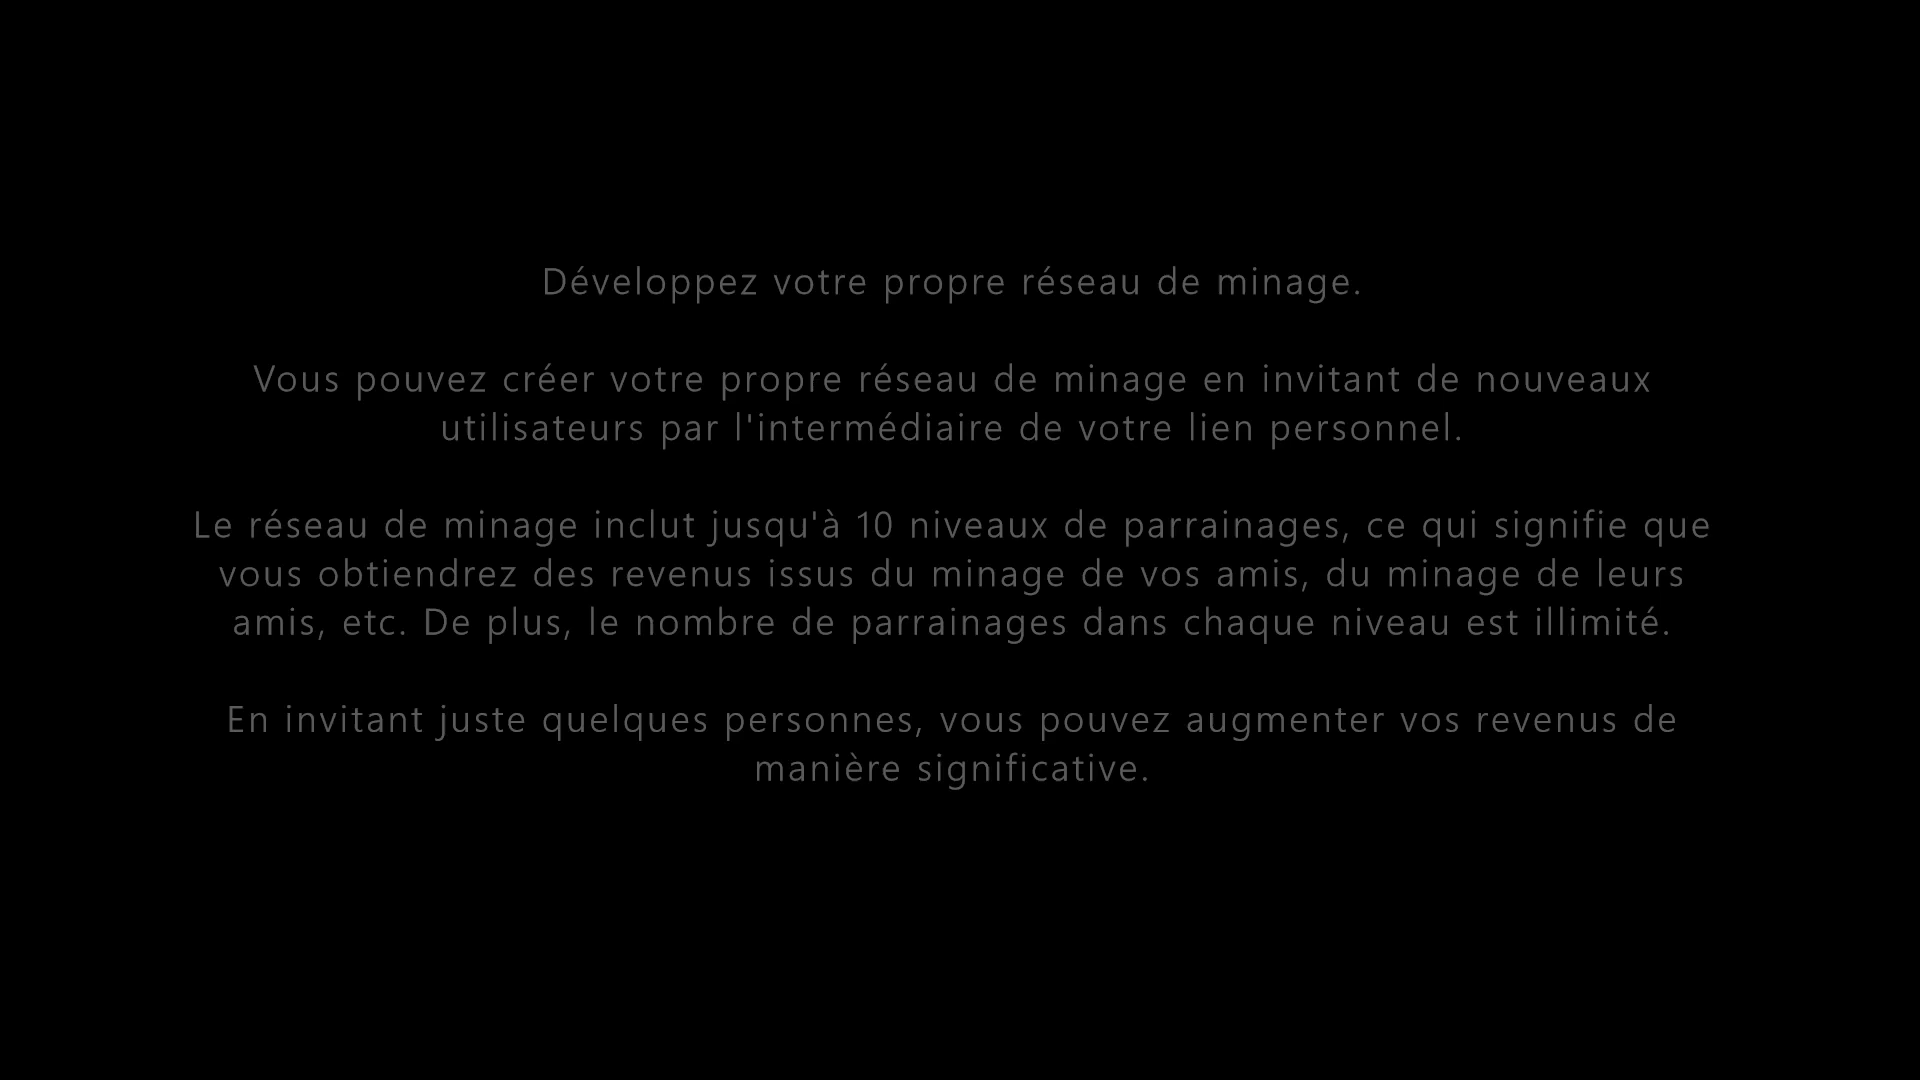 Développez votre propre réseau de minage.
Vous pouvez créer votre propre réseau de minage en invitant de nouveaux
utilisateurs par l'intermédiaire de votre lien personnel.
Le réseau de minage inclut jusqu'à 10 niveaux de parrainages, ce qui signifie que
vous obtiendrez des revenus issus du minage de vos amis, du minage de leurs
amis, etc. De plus, le nombre de parrainages dans chaque niveau est illimité.
En invitant juste quelques personnes, vous pouvez augmenter vos revenus de
manière significative.